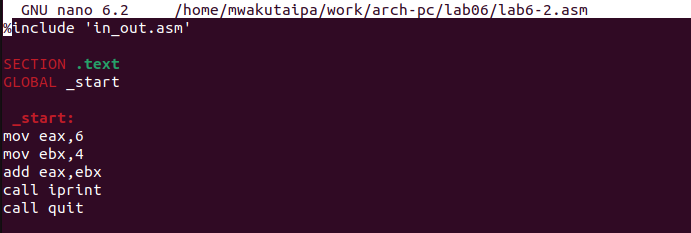 GNU nano 6.2 /home/mwakutaipa/work/arch-pc/lab06/lab6-2.asm
%include 'in_out.asm'
SECTION .text
GLOBAL _start
_start:
mov eax,6
mov ebx,4
add eax,ebx
call iprint
call quit